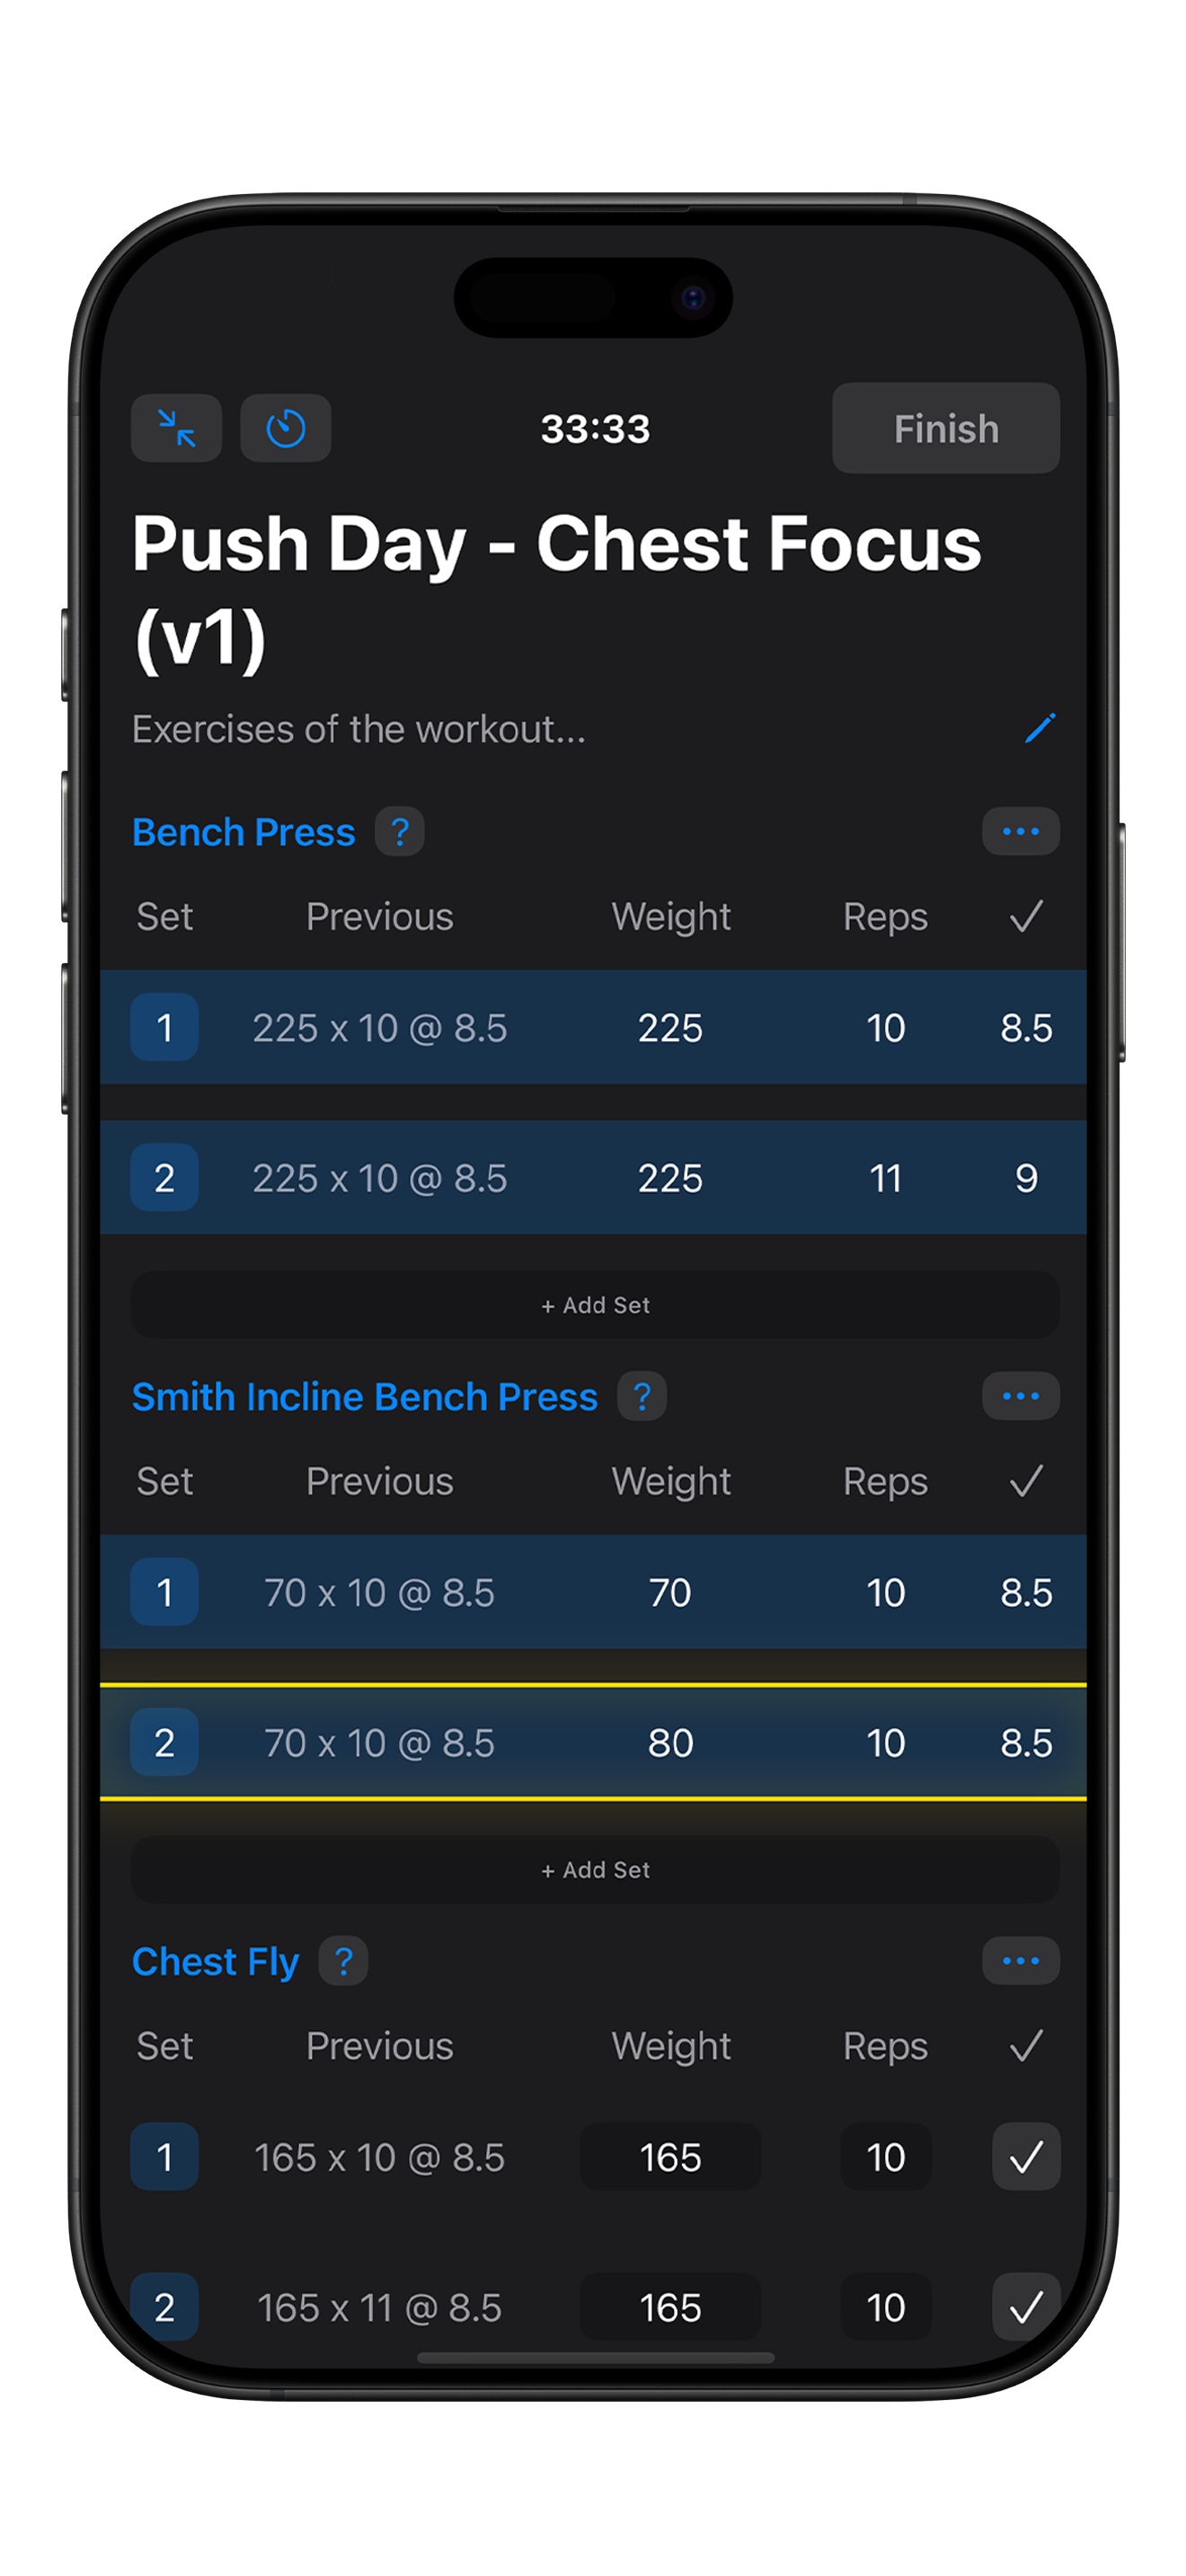 33:33
Finish
Push Day - Chest Focus
(v1)
Exercises of the workout...
Bench Press ?
Set Previous Weight Reps ✓
1 225 x 10 @ 8.5 225 10 8.5
2 225 x 10 @ 8.5 225 11 9
+ Add Set
Smith Incline Bench Press ?
Set Previous Weight Reps ✓
1 70 x 10 @ 8.5 70 10 8.5
2 70 x 10 @ 8.5 80 10 8.5
+ Add Set
Chest Fly ?
Set Previous Weight Reps ✓
1 165 x 10 @ 8.5 165 10 ✓
2 165 x 11 @ 8.5 165 10 ✓